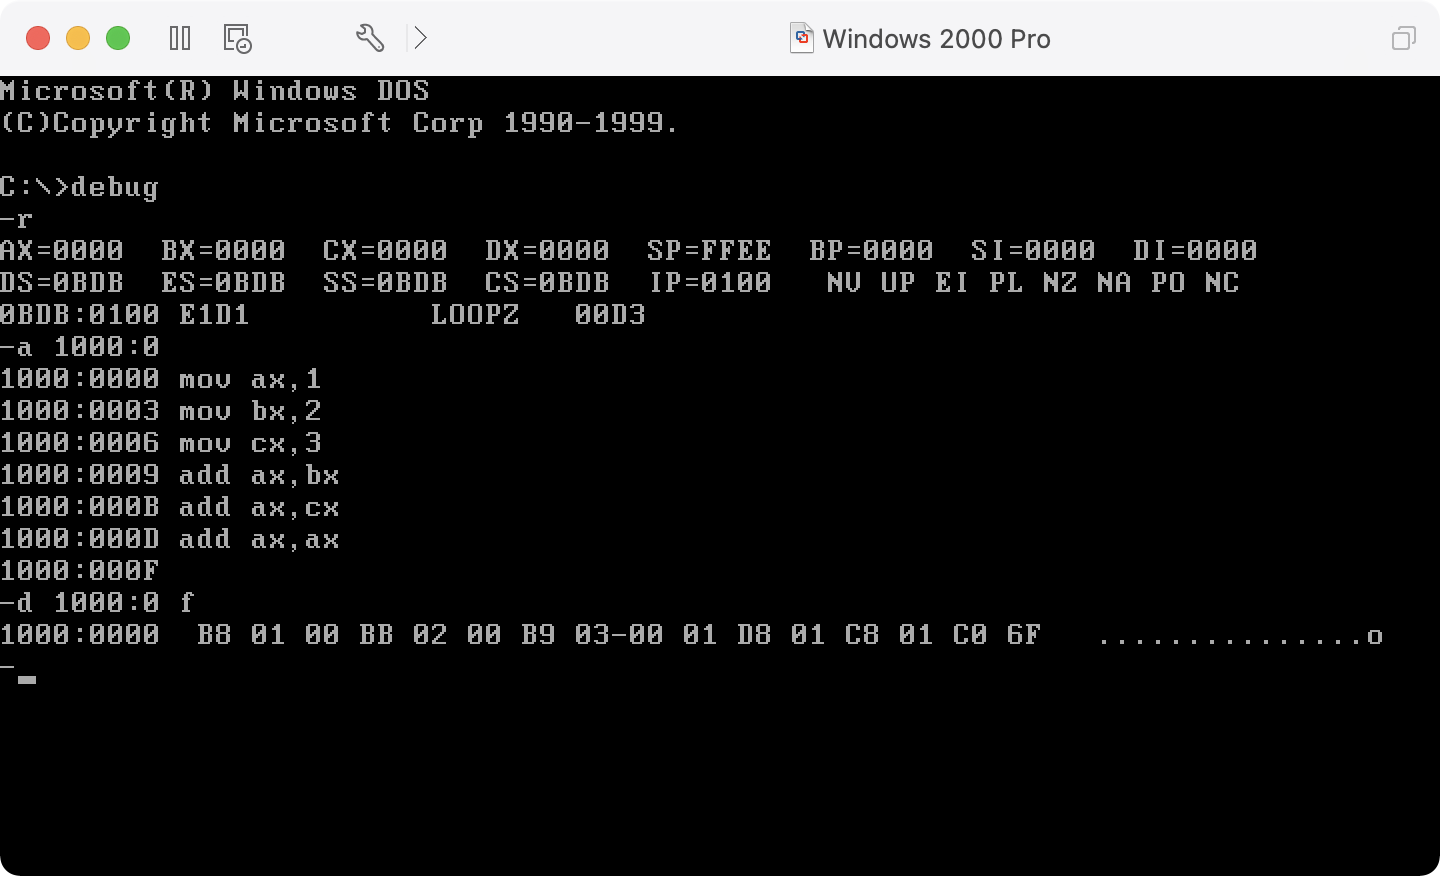 Windows 2000 Pro
Microsoft(R) Windows DOS
(C)Copyright Microsoft Corp 1990-1999.
C:\>debug
-r
AX=0000  BX=0000  CX=0000  DX=0000  SP=FFEE  BP=0000  SI=0000  DI=0000
DS=0BDB  ES=0BDB  SS=0BDB  CS=0BDB  IP=0100   NV UP EI PL NZ NA PO NC
0BDB:0100 E1D1          LOOPZ   00D3
-a 1000:0
1000:0000 mov ax,1
1000:0003 mov bx,2
1000:0006 mov cx,3
1000:0009 add ax,bx
1000:000B add ax,cx
1000:000D add ax,ax
1000:000F
-d 1000:0 f
1000:0000  B8 01 00 BB 02 00 B9 03-00 01 D8 01 C8 01 C0 6F   ...............o
-